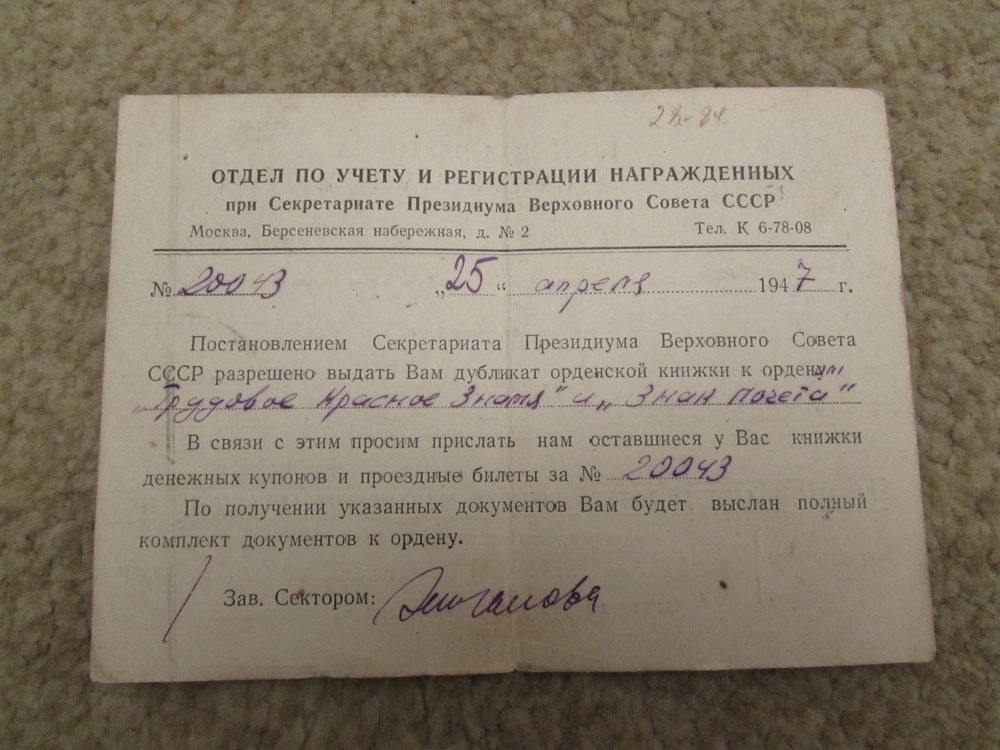 28-84
ОТДЕЛ ПО УЧЕТУ И РЕГИСТРАЦИИ НАГРАЖДЕННЫХ
при Секретариате Президиума Верховного Совета СССР
Москва, Берсеневская набережная, д. № 2 Тел. К 6-78-08
№ 20043 „25“ апреля 1947 г.
Постановлением Секретариата Президиума Верховного Совета
СССР разрешено выдать Вам дубликат орденской книжки к ордену
„Трудовое Красное Знамя" и „Знак Почета"
В связи с этим просим прислать нам оставшиеся у Вас книжки
денежных купонов и проездные билеты за № 20043
По получении указанных документов Вам будет выслан полный
комплект документов к ордену.
Зав. Сектором: